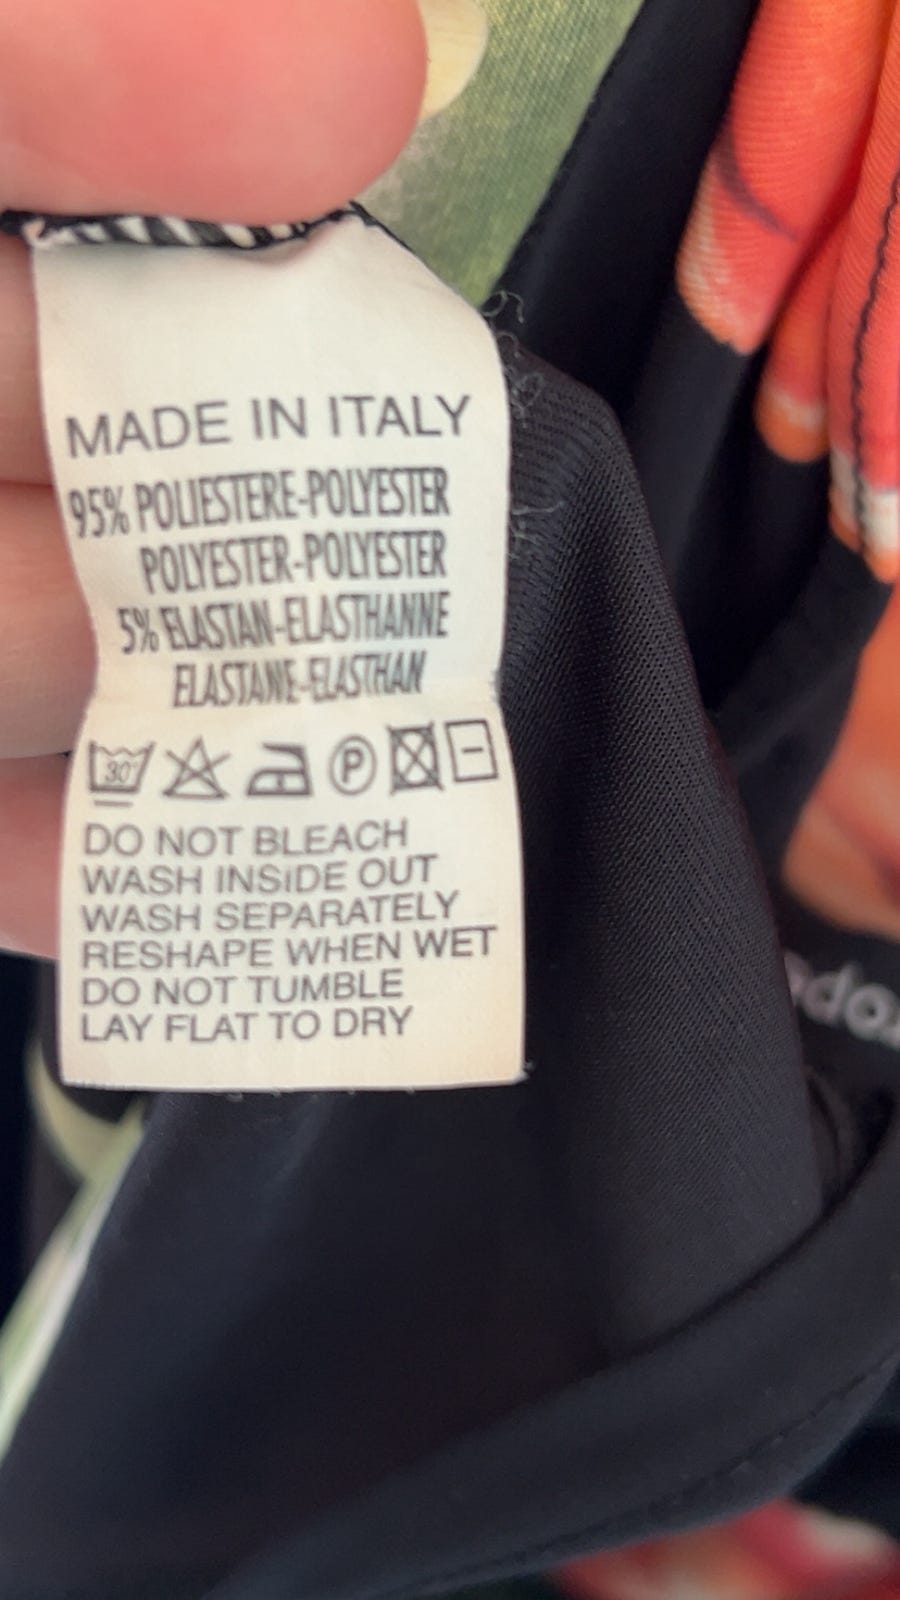 MADE IN ITALY
95% POLIESTERE-POLYESTER
POLYESTER-POLYESTER
5% ELASTAN-ELASTHANNE
ELASTANE-ELASTHAN
30° P
DO NOT BLEACH
WASH INSIDE OUT
WASH SEPARATELY
RESHAPE WHEN WET
DO NOT TUMBLE
LAY FLAT TO DRY